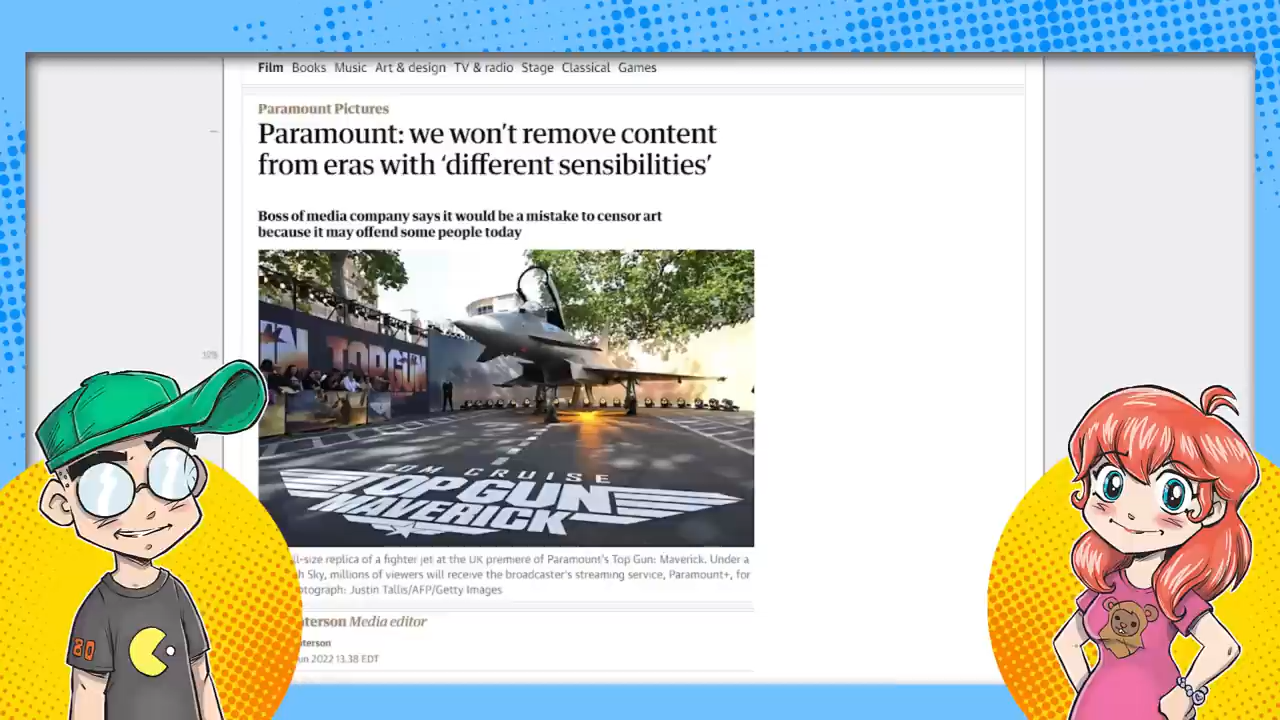 Film Books Music Art & design TV & radio Stage Classical Games
Paramount Pictures
Paramount: we won't remove content
from eras with 'different sensibilities'
Boss of media company says it would be a mistake to censor art
because it may offend some people today
TOPGUN
TOM CRUISE
TOP GUN
MAVERICK
ll-size replica of a fighter jet at the UK premiere of Paramount's Top Gun: Maverick. Under a
h Sky, millions of viewers will receive the broadcaster's streaming service, Paramount+, for
otograph: Justin Tallis/AFP/Getty Images
terson Media editor
terson
un 2022 13.38 EDT
80